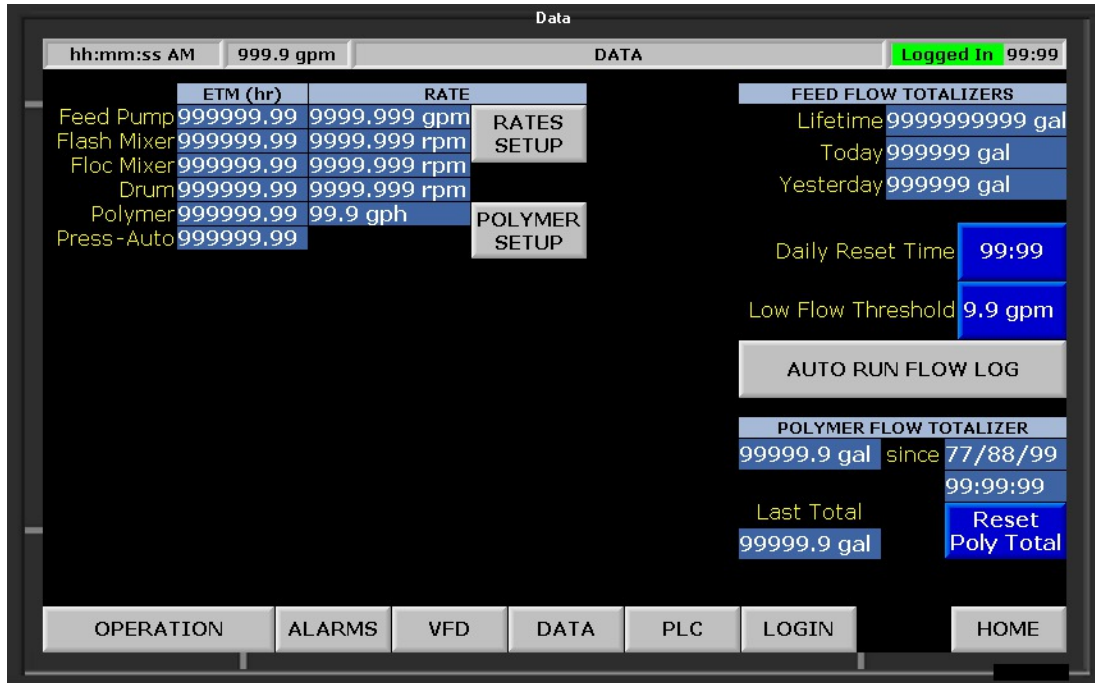 Data
hh:mm:ss AM 999.9 gpm DATA Logged In 99:99
ETM (hr) RATE
Feed Pump 999999.99 9999.999 gpm
Flash Mixer 999999.99 9999.999 rpm
Floc Mixer 999999.99 9999.999 rpm
Drum 999999.99 9999.999 rpm
Polymer 999999.99 99.9 gph
Press-Auto 999999.99
RATES
SETUP
POLYMER
SETUP
FEED FLOW TOTALIZERS
Lifetime 9999999999 gal
Today 999999 gal
Yesterday 999999 gal
Daily Reset Time 99:99
Low Flow Threshold 9.9 gpm
AUTO RUN FLOW LOG
POLYMER FLOW TOTALIZER
99999.9 gal since 77/88/99
99:99:99
Last Total
99999.9 gal
Reset
Poly Total
OPERATION ALARMS VFD DATA PLC LOGIN HOME